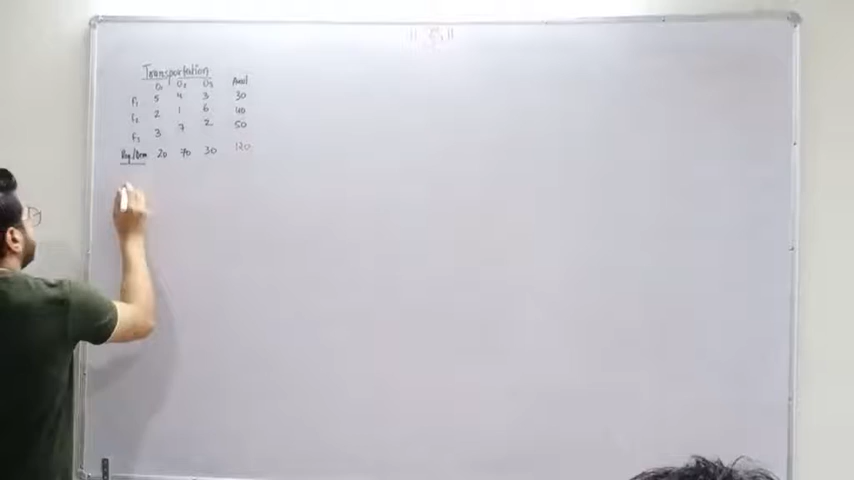 Transportation
D₁ D₂ D₃ Avail
F₁ 5 4 3 30
F₂ 2 1 6 40
F₃ 3 7 2 50
Req/Dem 20 70 30 120